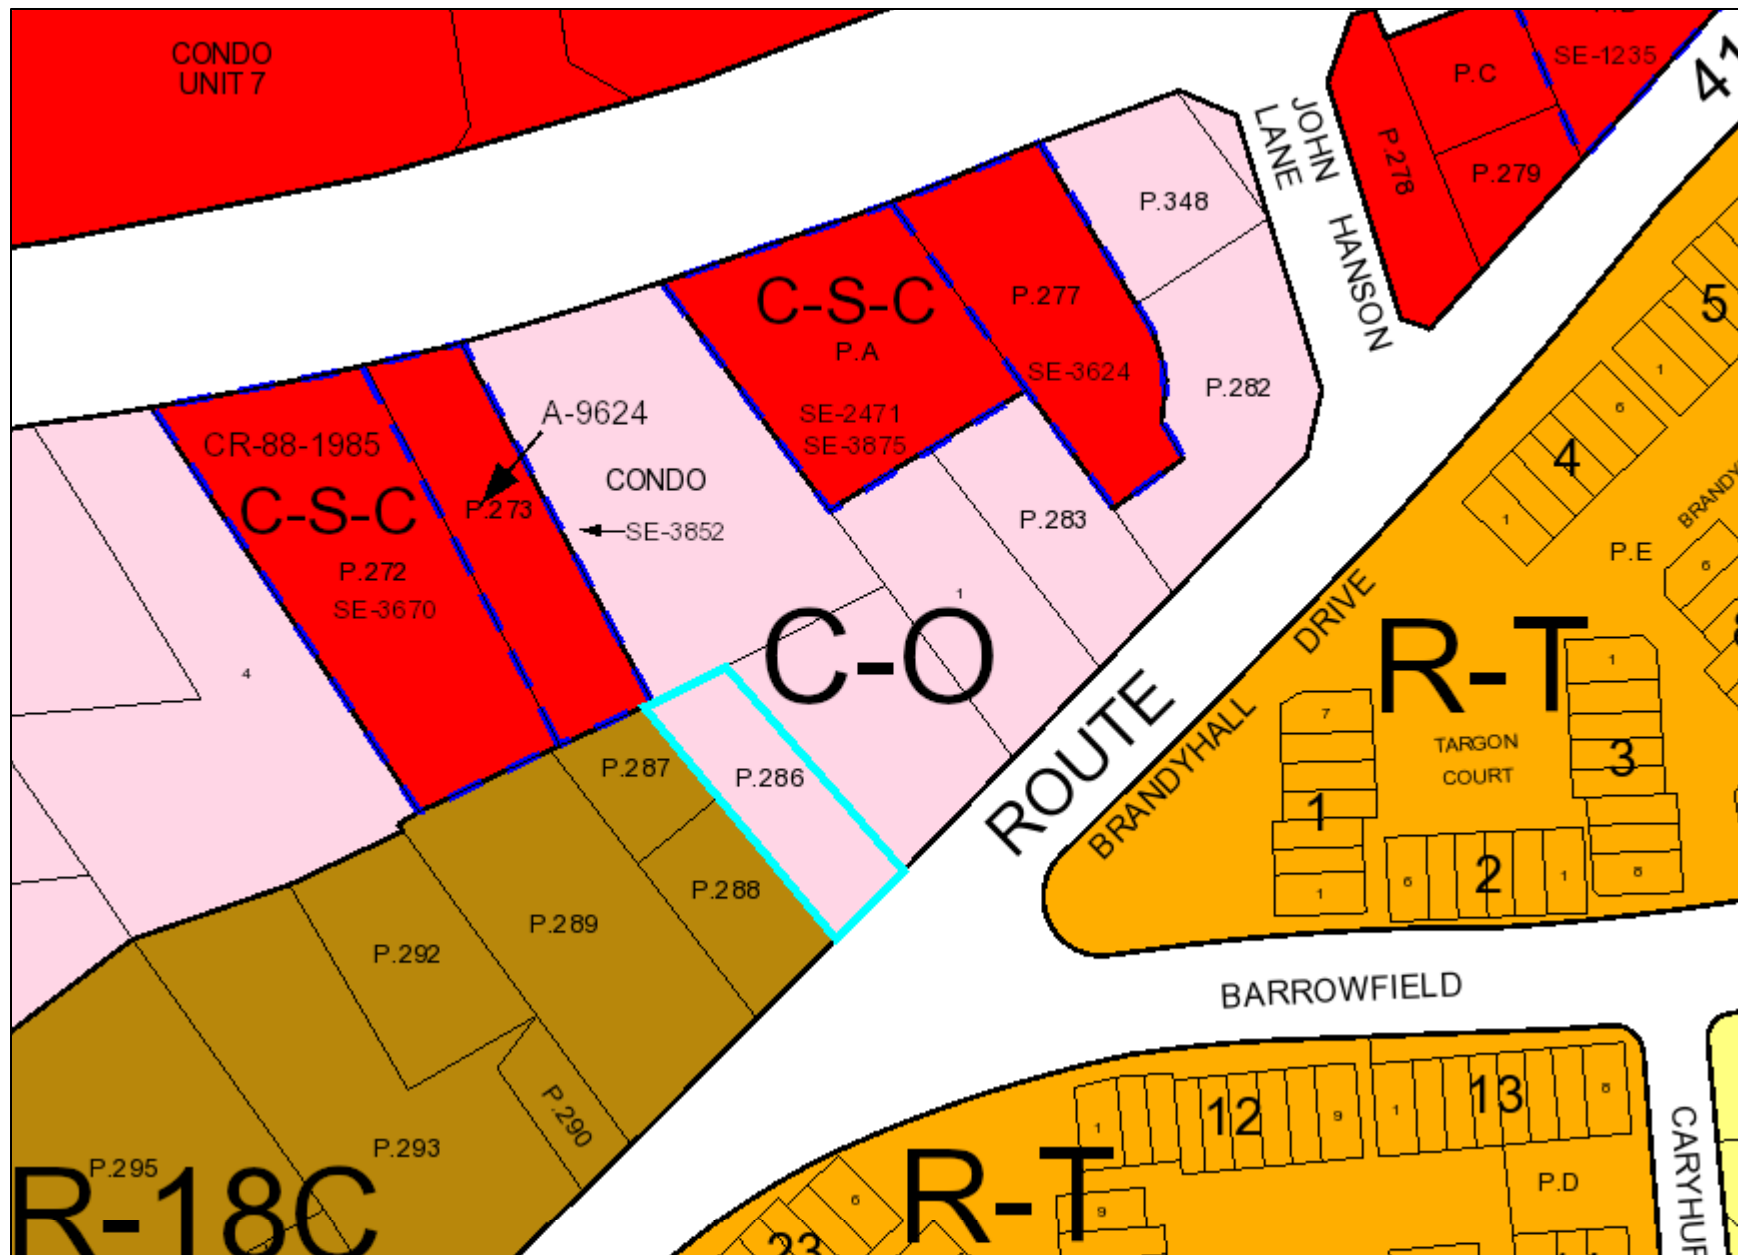 CONDO
UNIT 7
SE-1235
P.C
P.278
P.279
41
JOHN HANSON
LANE
P.348
P.277
SE-3624
P.282
C-S-C
P.A
SE-2471
SE-3875
A-9624
CONDO
SE-3852
CR-88-1985
C-S-C
P.273
P.272
SE-3670
4
P.283
1
C-O
P.286
P.287
P.288
P.289
P.292
P.290
P.293
P.295
R-18C
ROUTE
BRANDYHALL DRIVE
5
1
4
6
1
P.E
6
R-T
TARGON
COURT
7
1
1
1
3
8
6
2
1
BARROWFIELD
12
1
9
13
1
8
P.D
R-T
6
9
23